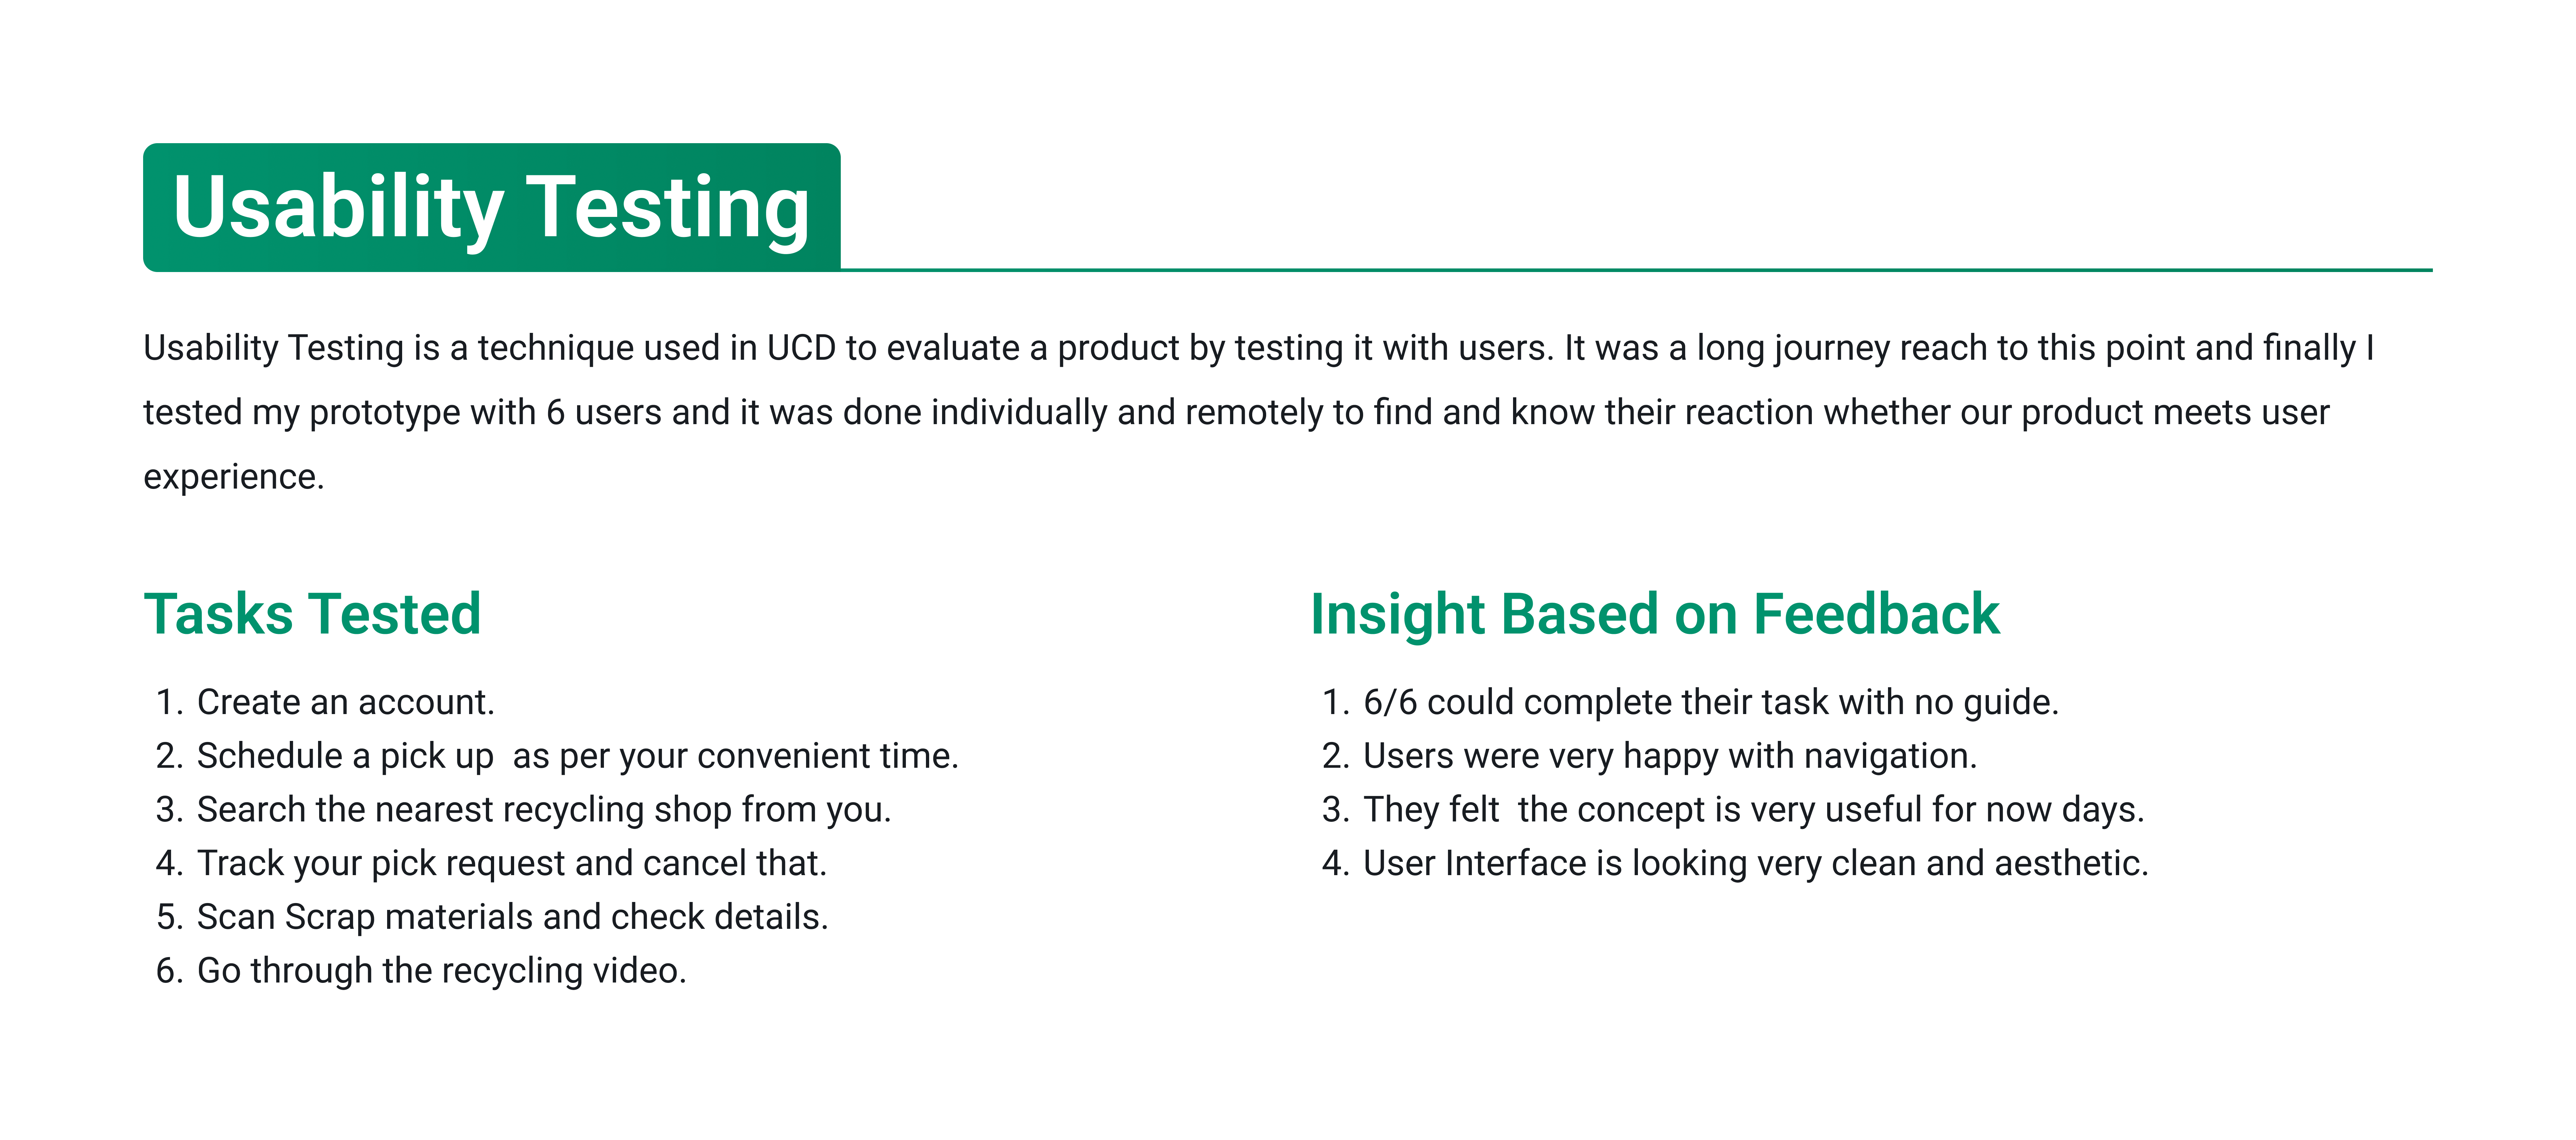 Usability Testing
Usability Testing is a technique used in UCD to evaluate a product by testing it with users. It was a long journey reach to this point and finally I
tested my prototype with 6 users and it was done individually and remotely to find and know their reaction whether our product meets user
experience.
Tasks Tested
1. Create an account.
2. Schedule a pick up  as per your convenient time.
3. Search the nearest recycling shop from you.
4. Track your pick request and cancel that.
5. Scan Scrap materials and check details.
6. Go through the recycling video.
Insight Based on Feedback
1. 6/6 could complete their task with no guide.
2. Users were very happy with navigation.
3. They felt  the concept is very useful for now days.
4. User Interface is looking very clean and aesthetic.